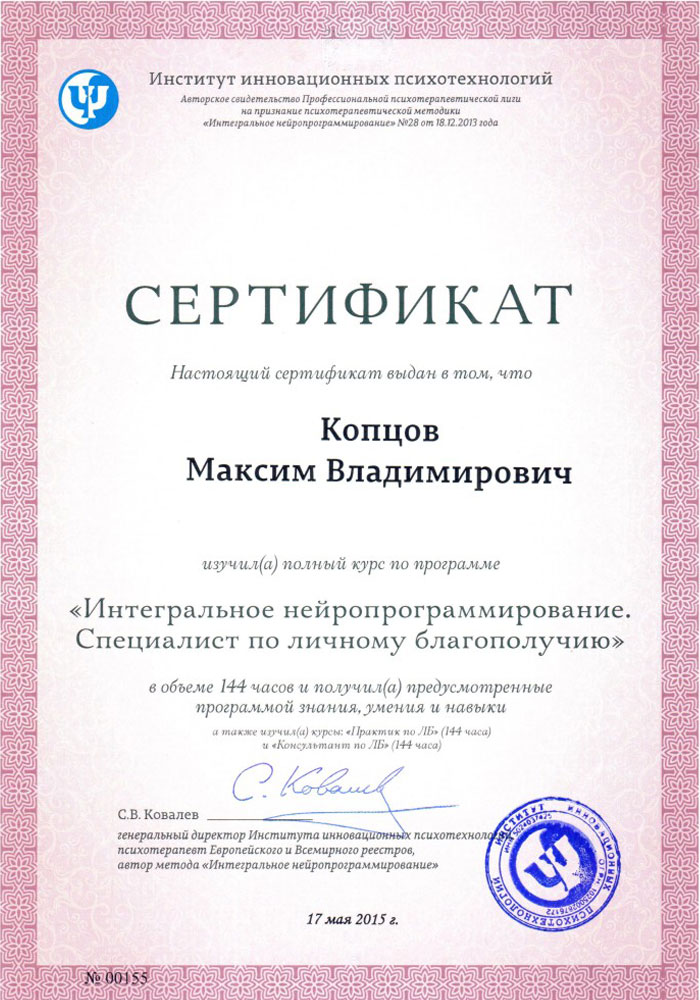 Институт инновационных психотехнологий
Авторское свидетельство Профессиональной психотерапевтической лиги
на признание психотерапевтической методики
«Интегральное нейропрограммирование» №28 от 18.12.2013 года
СЕРТИФИКАТ
Настоящий сертификат выдан в том, что
Копцов
Максим Владимирович
изучил(а) полный курс по программе
«Интегральное нейропрограммирование.
Специалист по личному благополучию»
в объеме 144 часов и получил(а) предусмотренные
программой знания, умения и навыки
а также изучил(а) курсы: «Практик по ЛБ» (144 часа)
и «Консультант по ЛБ» (144 часа)
С. Ковалев
С.В. Ковалев
генеральный директор Института инновационных психотехнологий,
психотерапевт Европейского и Всемирного реестров,
автор метода «Интегральное нейропрограммирование»
ИНСТИТУТ ИННОВАЦИОННЫХ ПСИХОТЕХНОЛОГИЙ
17 мая 2015 г.
№ 00155